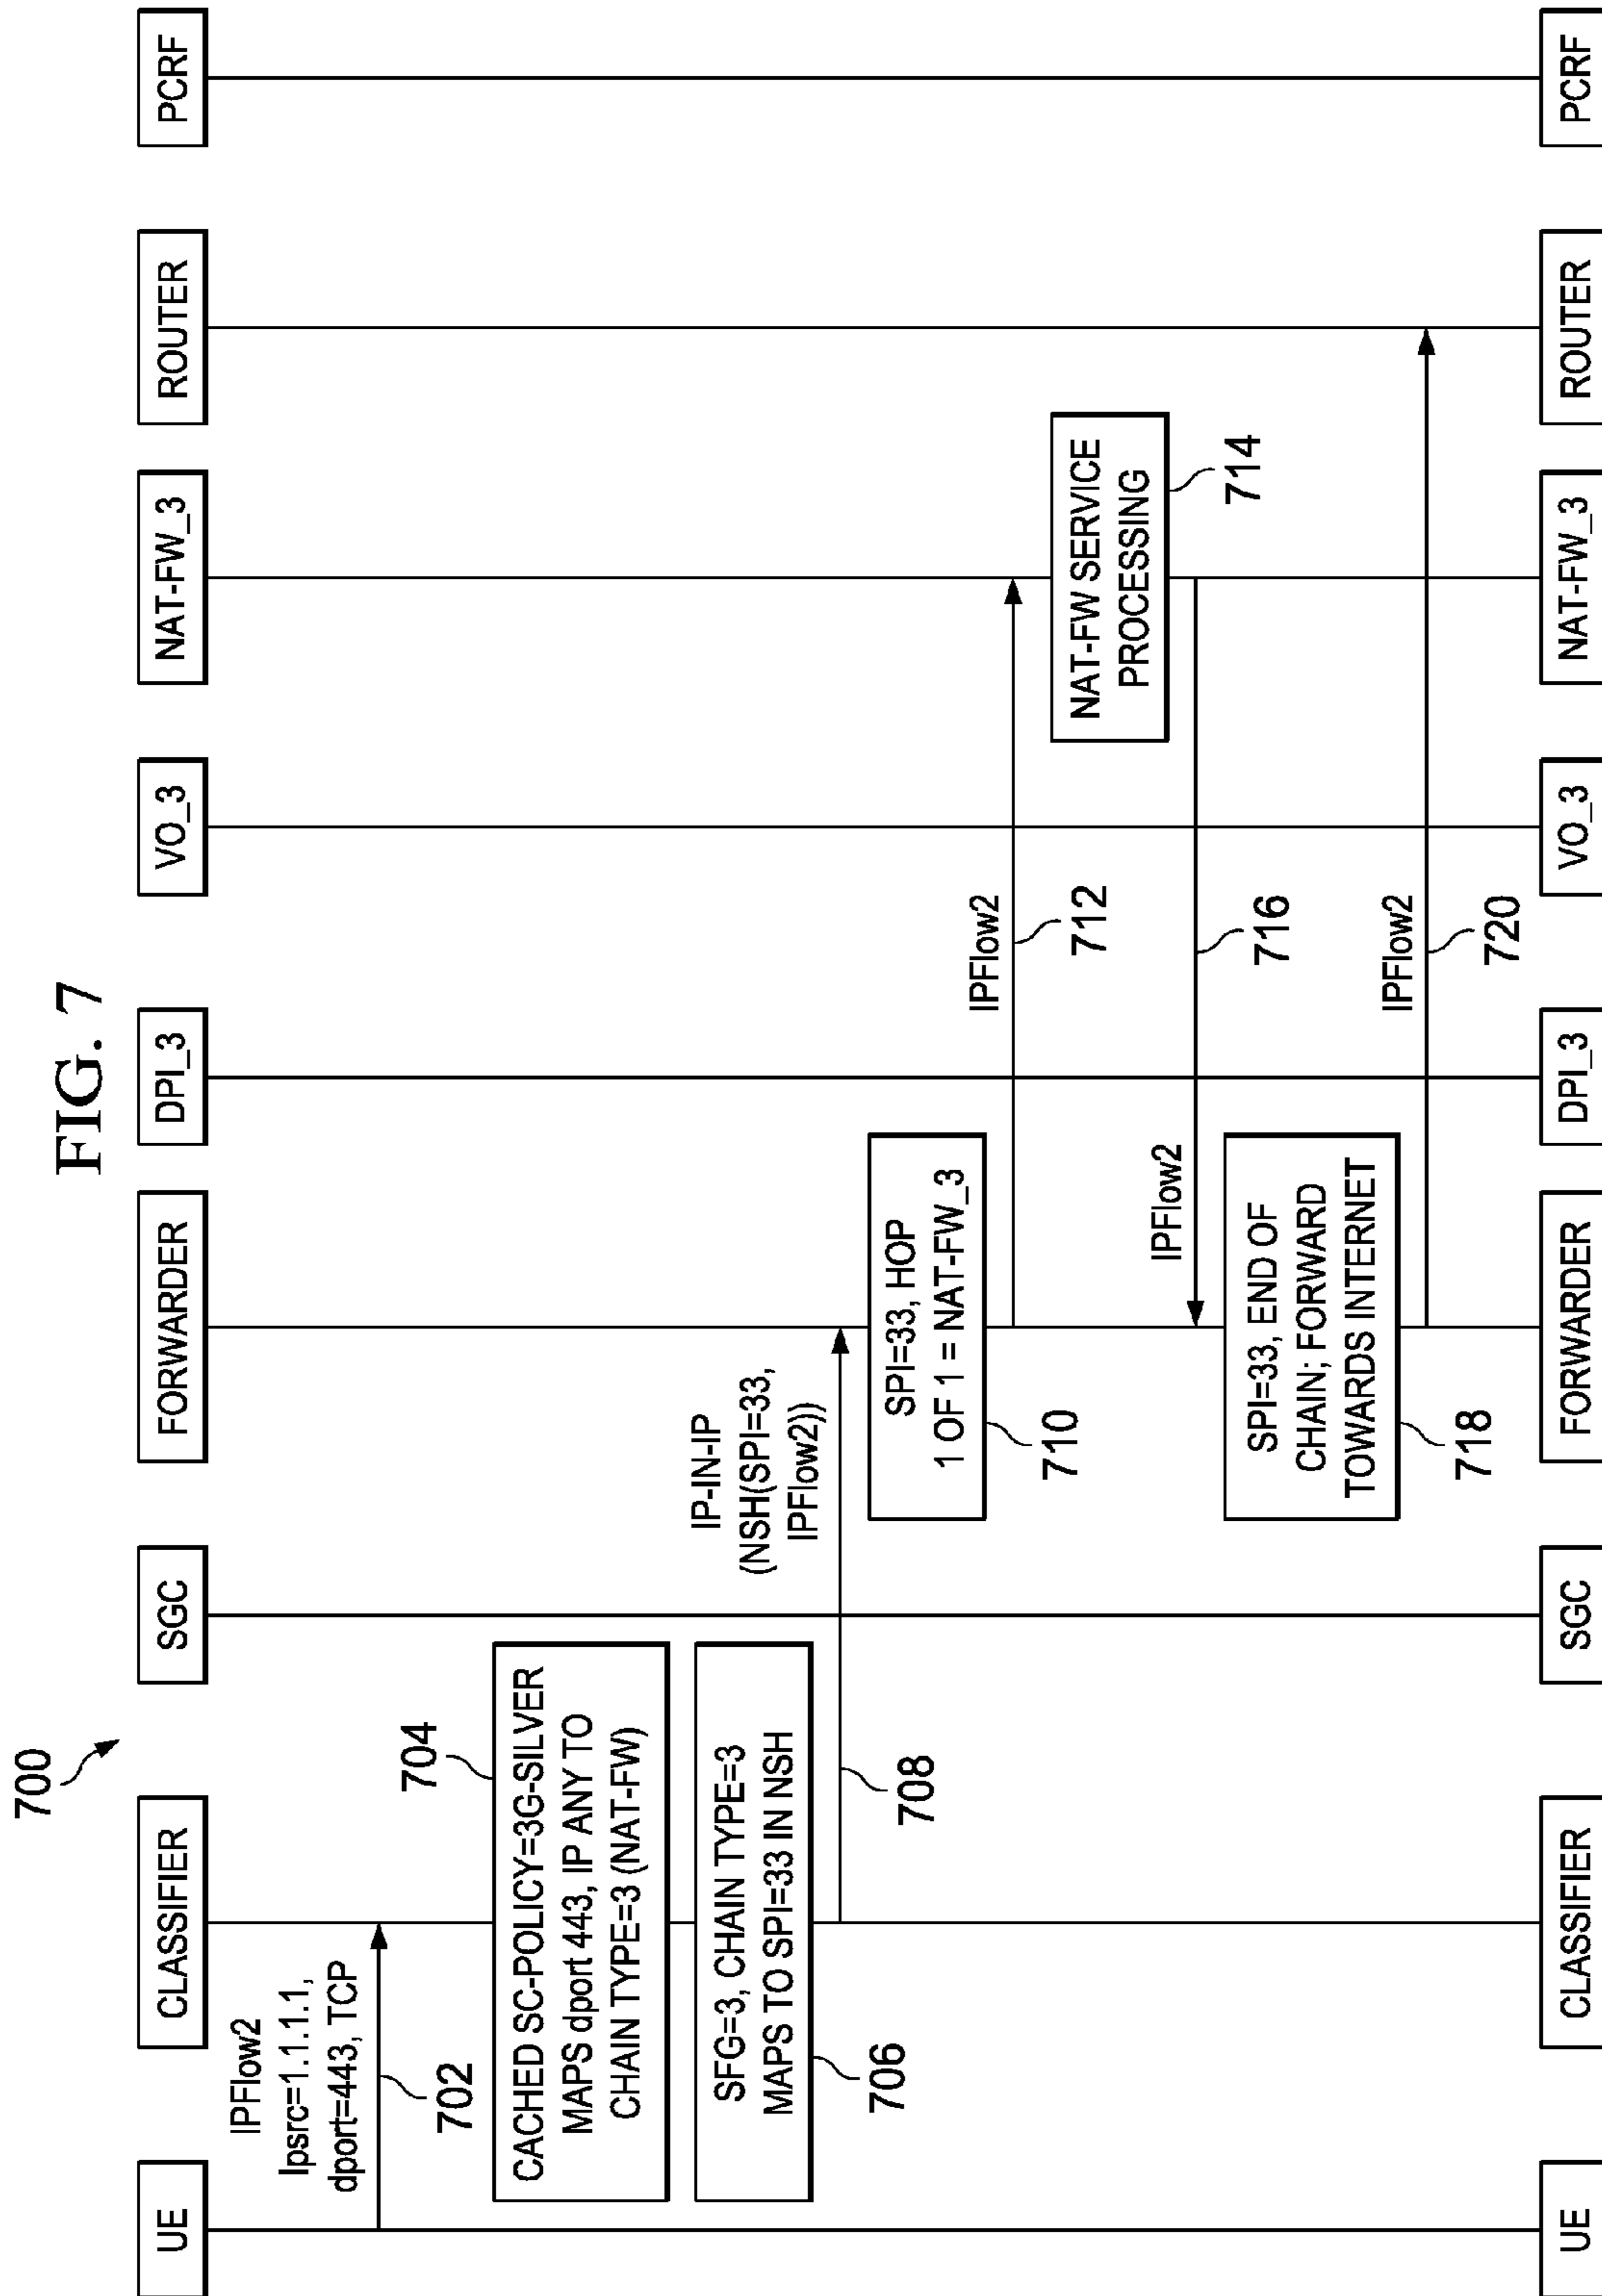 FIG. 7
700
UE
CLASSIFIER
SGC
FORWARDER
DPI_3
VO_3
NAT-FW_3
ROUTER
PCRF
IPFlow2
Ipsrc=1.1.1.1,
dport=443, TCP
702
704
CACHED SC-POLICY=3G-SILVER
MAPS dport 443, IP ANY TO
CHAIN TYPE=3 (NAT-FW)
SFG=3, CHAIN TYPE=3
MAPS TO SPI=33 IN NSH
706
IP-IN-IP
(NSH(SPI=33,
IPFlow2))
708
SPI=33, HOP
1 OF 1 = NAT-FW_3
710
IPFlow2
712
NAT-FW SERVICE
PROCESSING
714
IPFlow2
716
SPI=33, END OF
CHAIN; FORWARD
TOWARDS INTERNET
718
IPFlow2
720
UE
CLASSIFIER
SGC
FORWARDER
DPI_3
VO_3
NAT-FW_3
ROUTER
PCRF